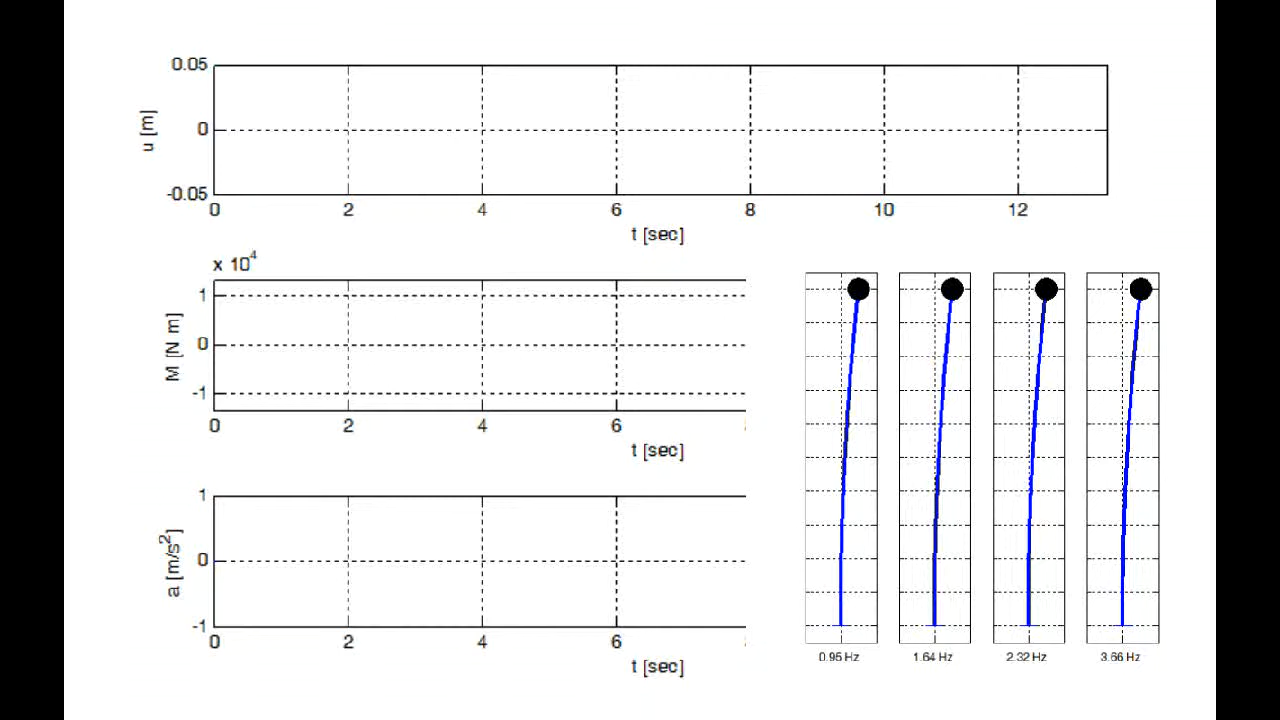 0.05
u [m]
0
-0.05
0 2 4 6 8 10 12
t [sec]
x 10^4
1
M [N m]
0
-1
0 2 4 6
t [sec]
1
a [m/s^2]
0
-1
0 2 4 6
t [sec]
0.95 Hz 1.64 Hz 2.32 Hz 3.66 Hz